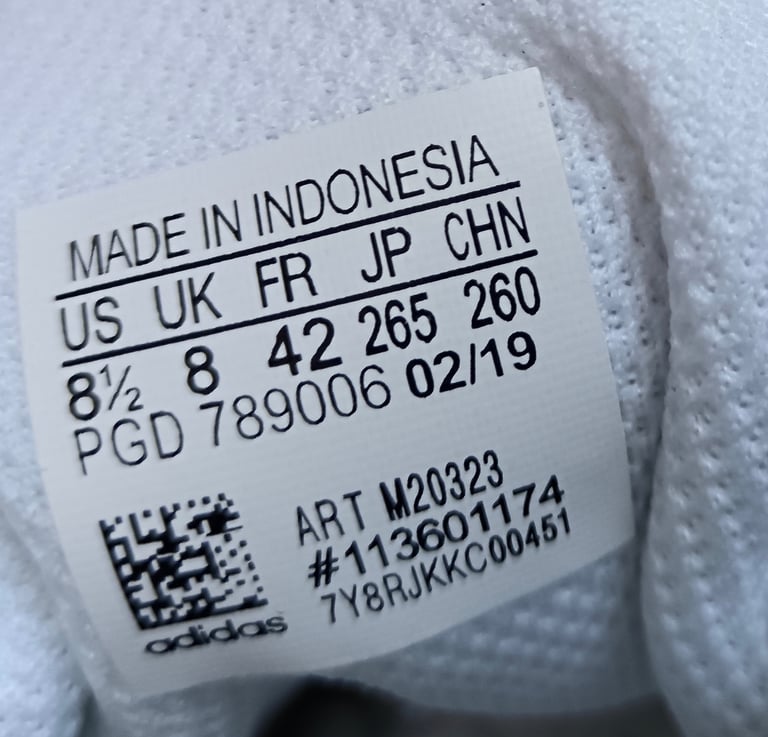 MADE IN INDONESIA
US UK FR JP CHN
8½ 8 42 265 260
PGD 789006 02/19
ART M20323
#113601174
7Y8RJKKC00451
adidas